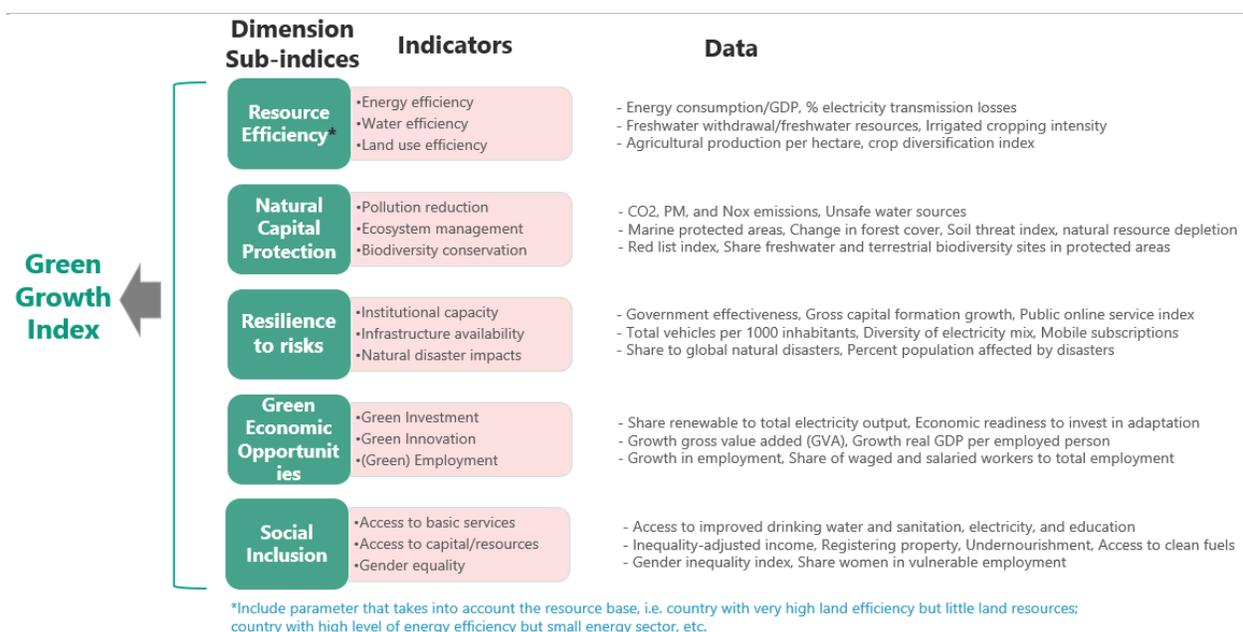 Dimension
Sub-indices
Indicators
Data
Green
Growth
Index
Resource
Efficiency*
•Energy efficiency
•Water efficiency
•Land use efficiency
- Energy consumption/GDP, % electricity transmission losses
- Freshwater withdrawal/freshwater resources, Irrigated cropping intensity
- Agricultural production per hectare, crop diversification index
Natural
Capital
Protection
•Pollution reduction
•Ecosystem management
•Biodiversity conservation
- CO2, PM, and Nox emissions, Unsafe water sources
- Marine protected areas, Change in forest cover, Soil threat index, natural resource depletion
- Red list index, Share freshwater and terrestrial biodiversity sites in protected areas
Resilience
to risks
•Institutional capacity
•Infrastructure availability
•Natural disaster impacts
- Government effectiveness, Gross capital formation growth, Public online service index
- Total vehicles per 1000 inhabitants, Diversity of electricity mix, Mobile subscriptions
- Share to global natural disasters, Percent population affected by disasters
Green
Economic
Opportunit
ies
•Green Investment
•Green Innovation
•(Green) Employment
- Share renewable to total electricity output, Economic readiness to invest in adaptation
- Growth gross value added (GVA), Growth real GDP per employed person
- Growth in employment, Share of waged and salaried workers to total employment
Social
Inclusion
•Access to basic services
•Access to capital/resources
•Gender equality
- Access to improved drinking water and sanitation, electricity, and education
- Inequality-adjusted income, Registering property, Undernourishment, Access to clean fuels
- Gender inequality index, Share women in vulnerable employment
*Include parameter that takes into account the resource base, i.e. country with very high land efficiency but little land resources;
country with high level of energy efficiency but small energy sector, etc.